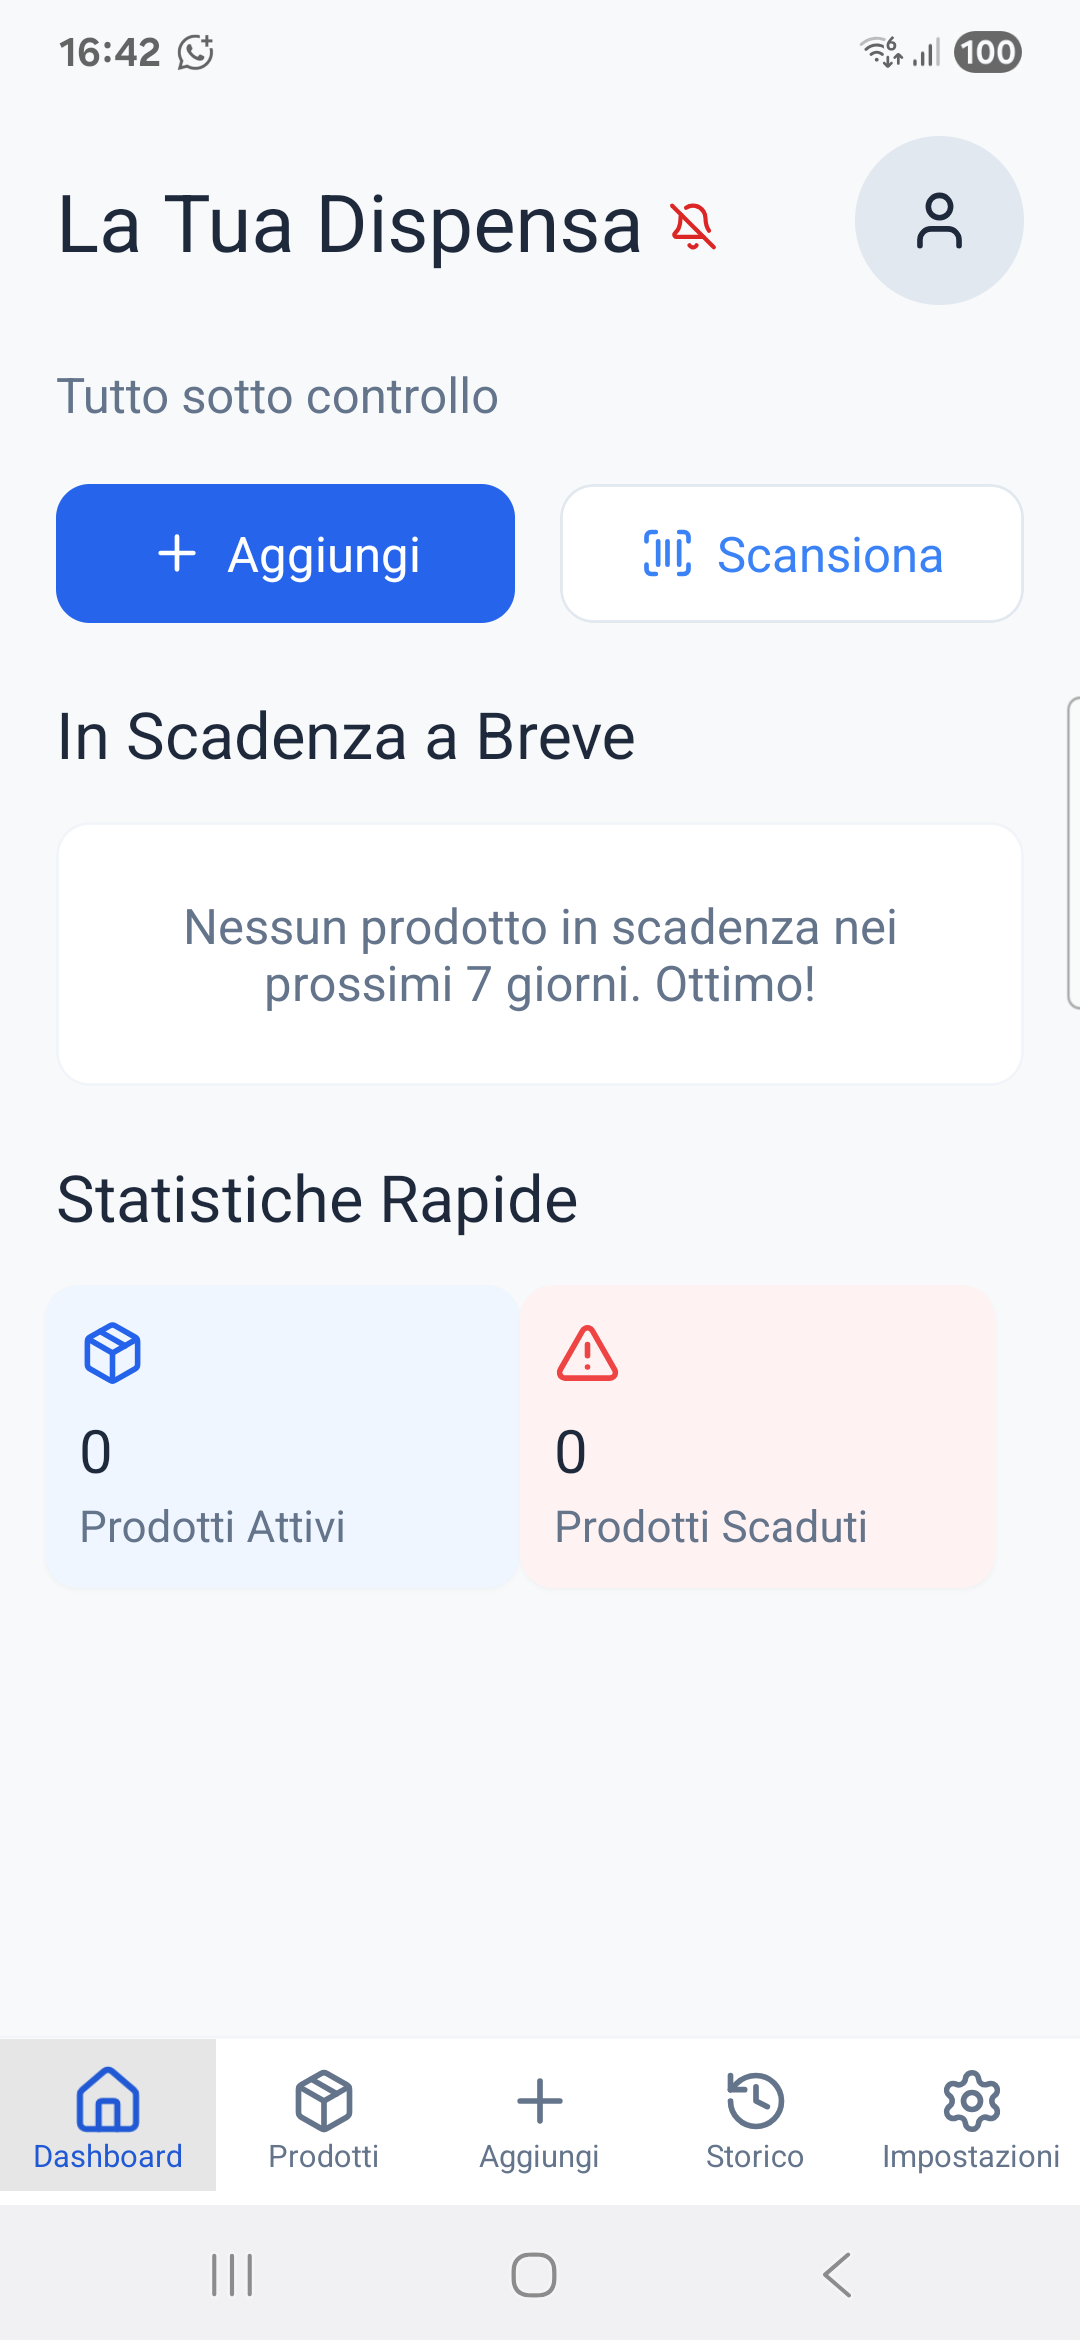 16:42
6
100
La Tua Dispensa
Tutto sotto controllo
Aggiungi
Scansiona
In Scadenza a Breve
Nessun prodotto in scadenza nei
prossimi 7 giorni. Ottimo!
Statistiche Rapide
0
Prodotti Attivi
0
Prodotti Scaduti
Dashboard
Prodotti
Aggiungi
Storico
Impostazioni